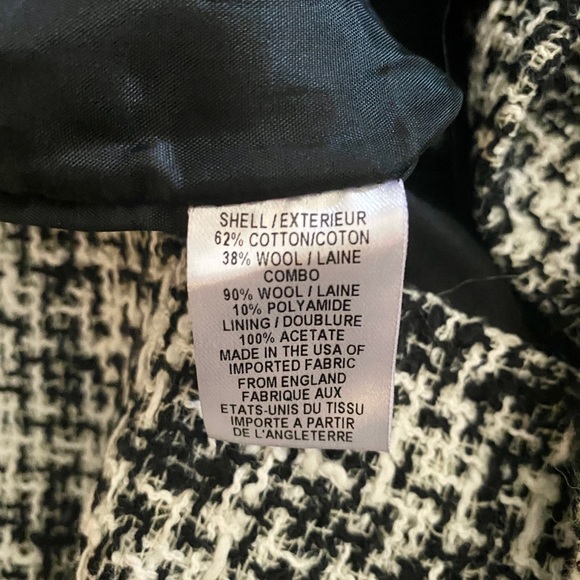 SHELL / EXTERIEUR
62% COTTON/COTON
38% WOOL / LAINE
COMBO
90% WOOL / LAINE
10% POLYAMIDE
LINING / DOUBLURE
100% ACETATE
MADE IN THE USA OF
IMPORTED FABRIC
FROM ENGLAND
FABRIQUE AUX
ETATS-UNIS DU TISSU
IMPORTE A PARTIR
DE L'ANGLETERRE